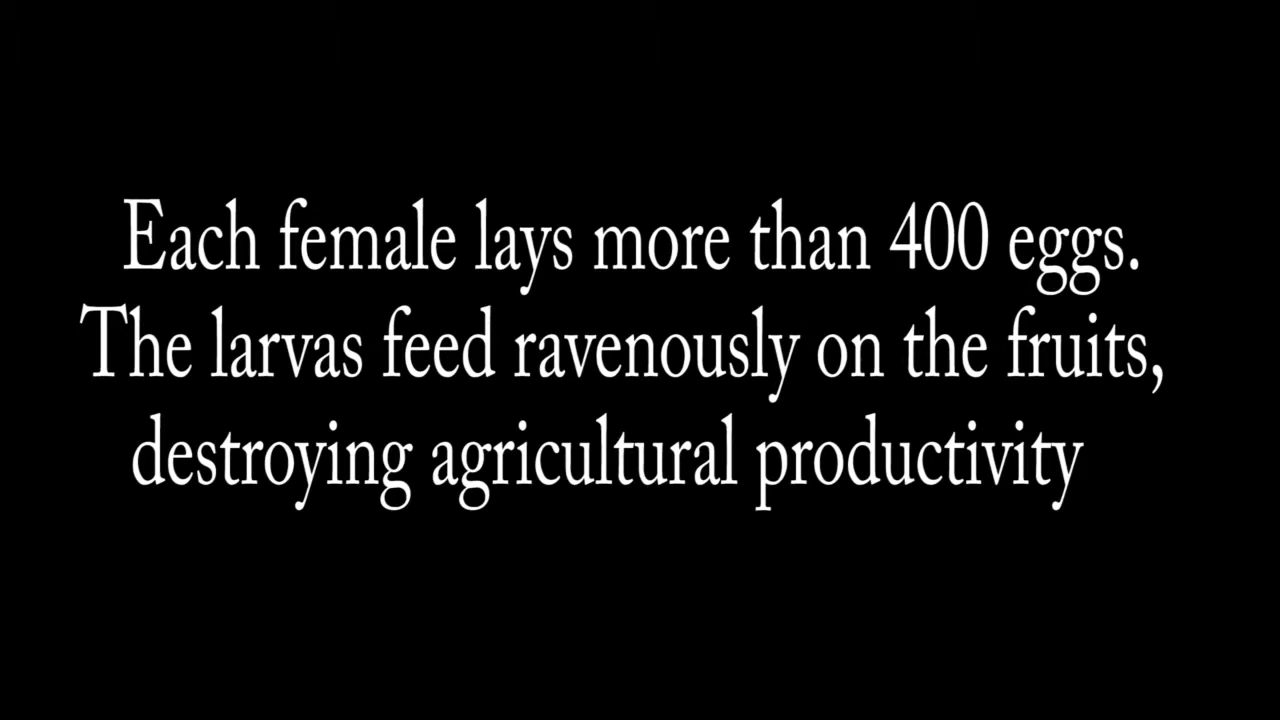 Each female lays more than 400 eggs.
The larvas feed ravenously on the fruits,
destroying agricultural productivity